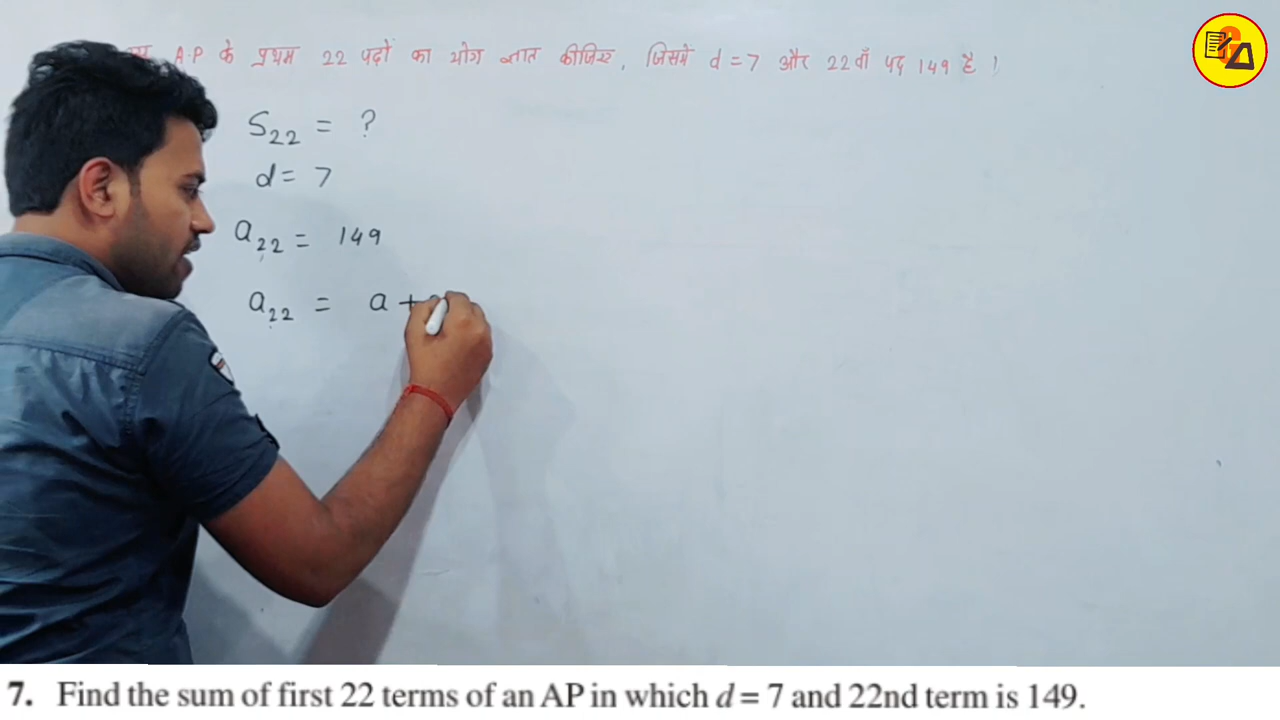 A.P के प्रथम 22 पदों का योग ज्ञात कीजिए, जिसमें d = 7 और 22वाँ पद 149 है।
S22 = ?
d = 7
a22 = 149
a22 = a +
7. Find the sum of first 22 terms of an AP in which d = 7 and 22nd term is 149.